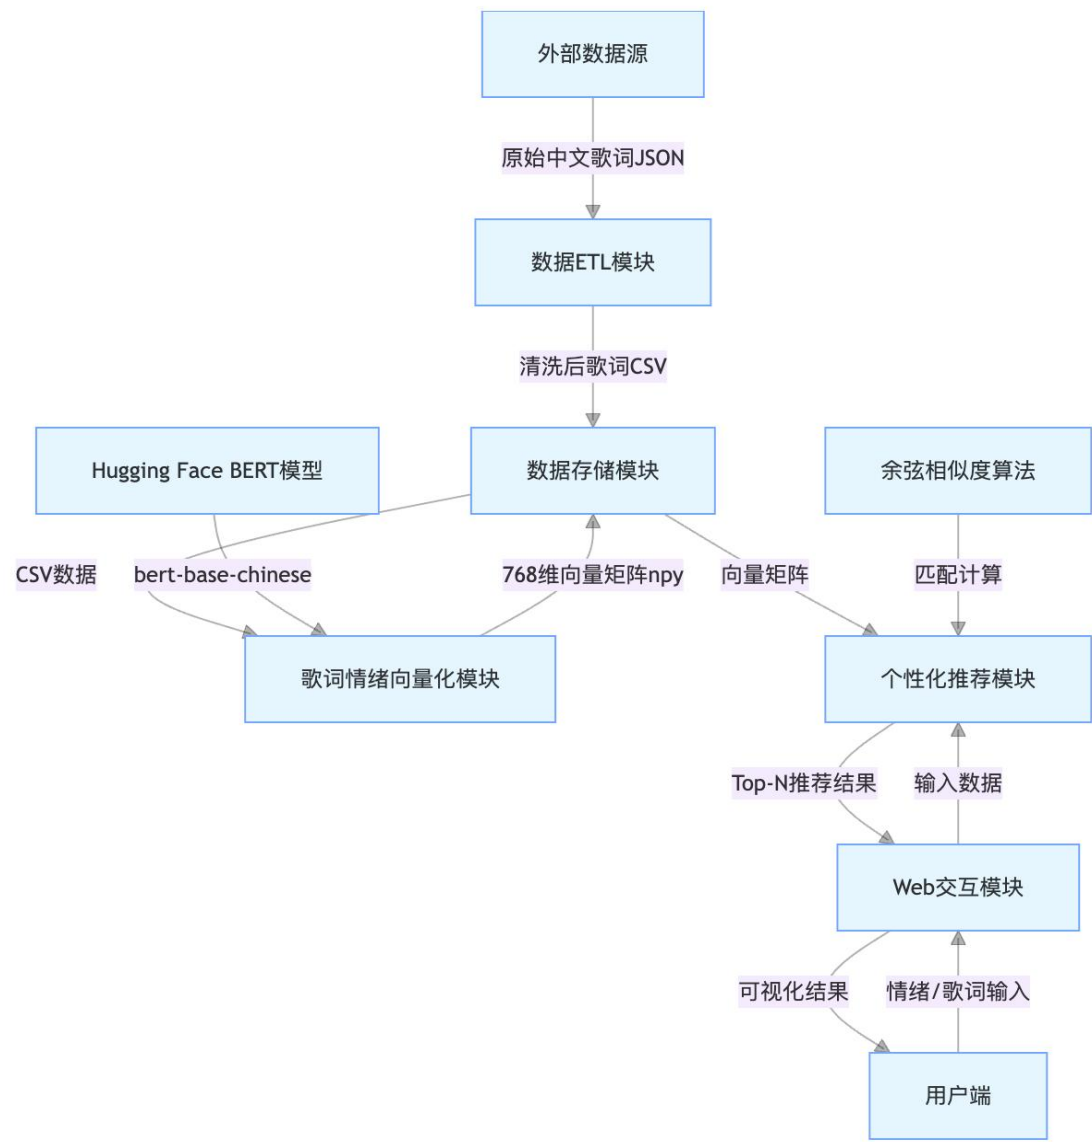 外部数据源
原始中文歌词JSON
数据ETL模块
清洗后歌词CSV
Hugging Face BERT模型
数据存储模块
余弦相似度算法
CSV数据
bert-base-chinese
768维向量矩阵npy
向量矩阵
匹配计算
歌词情绪向量化模块
个性化推荐模块
Top-N推荐结果
输入数据
Web交互模块
可视化结果
情绪/歌词输入
用户端